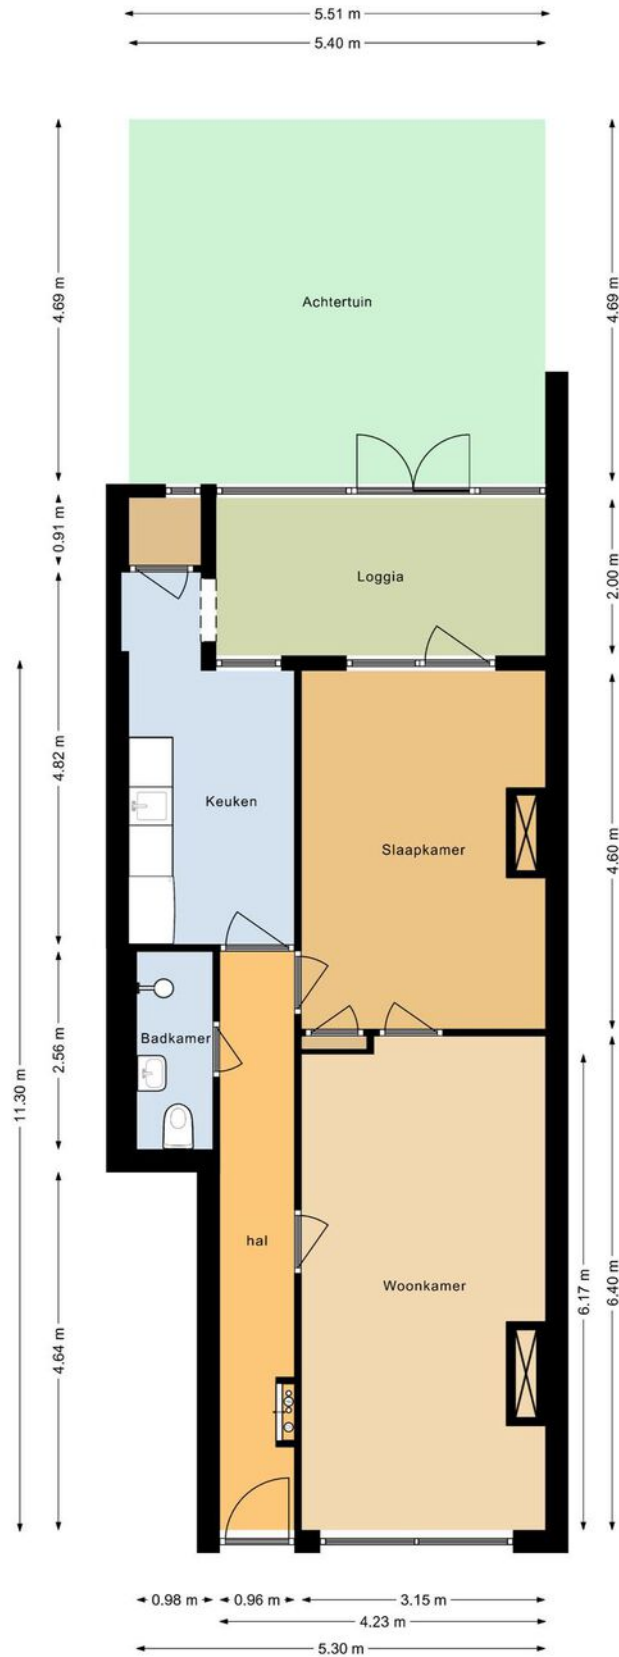 5.51 m
5.40 m
4.69 m
4.69 m
Achtertuin
0.91 m
2.00 m
Loggia
4.82 m
Keuken
Slaapkamer
4.60 m
Badkamer
2.56 m
11.30 m
hal
Woonkamer
6.17 m
6.40 m
4.64 m
0.98 m
0.96 m
3.15 m
4.23 m
5.30 m